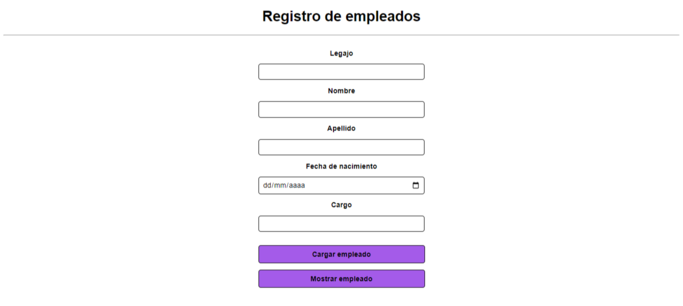 Registro de empleados
Legajo
Nombre
Apellido
Fecha de nacimiento
dd/mm/aaaa
Cargo
Cargar empleado
Mostrar empleado